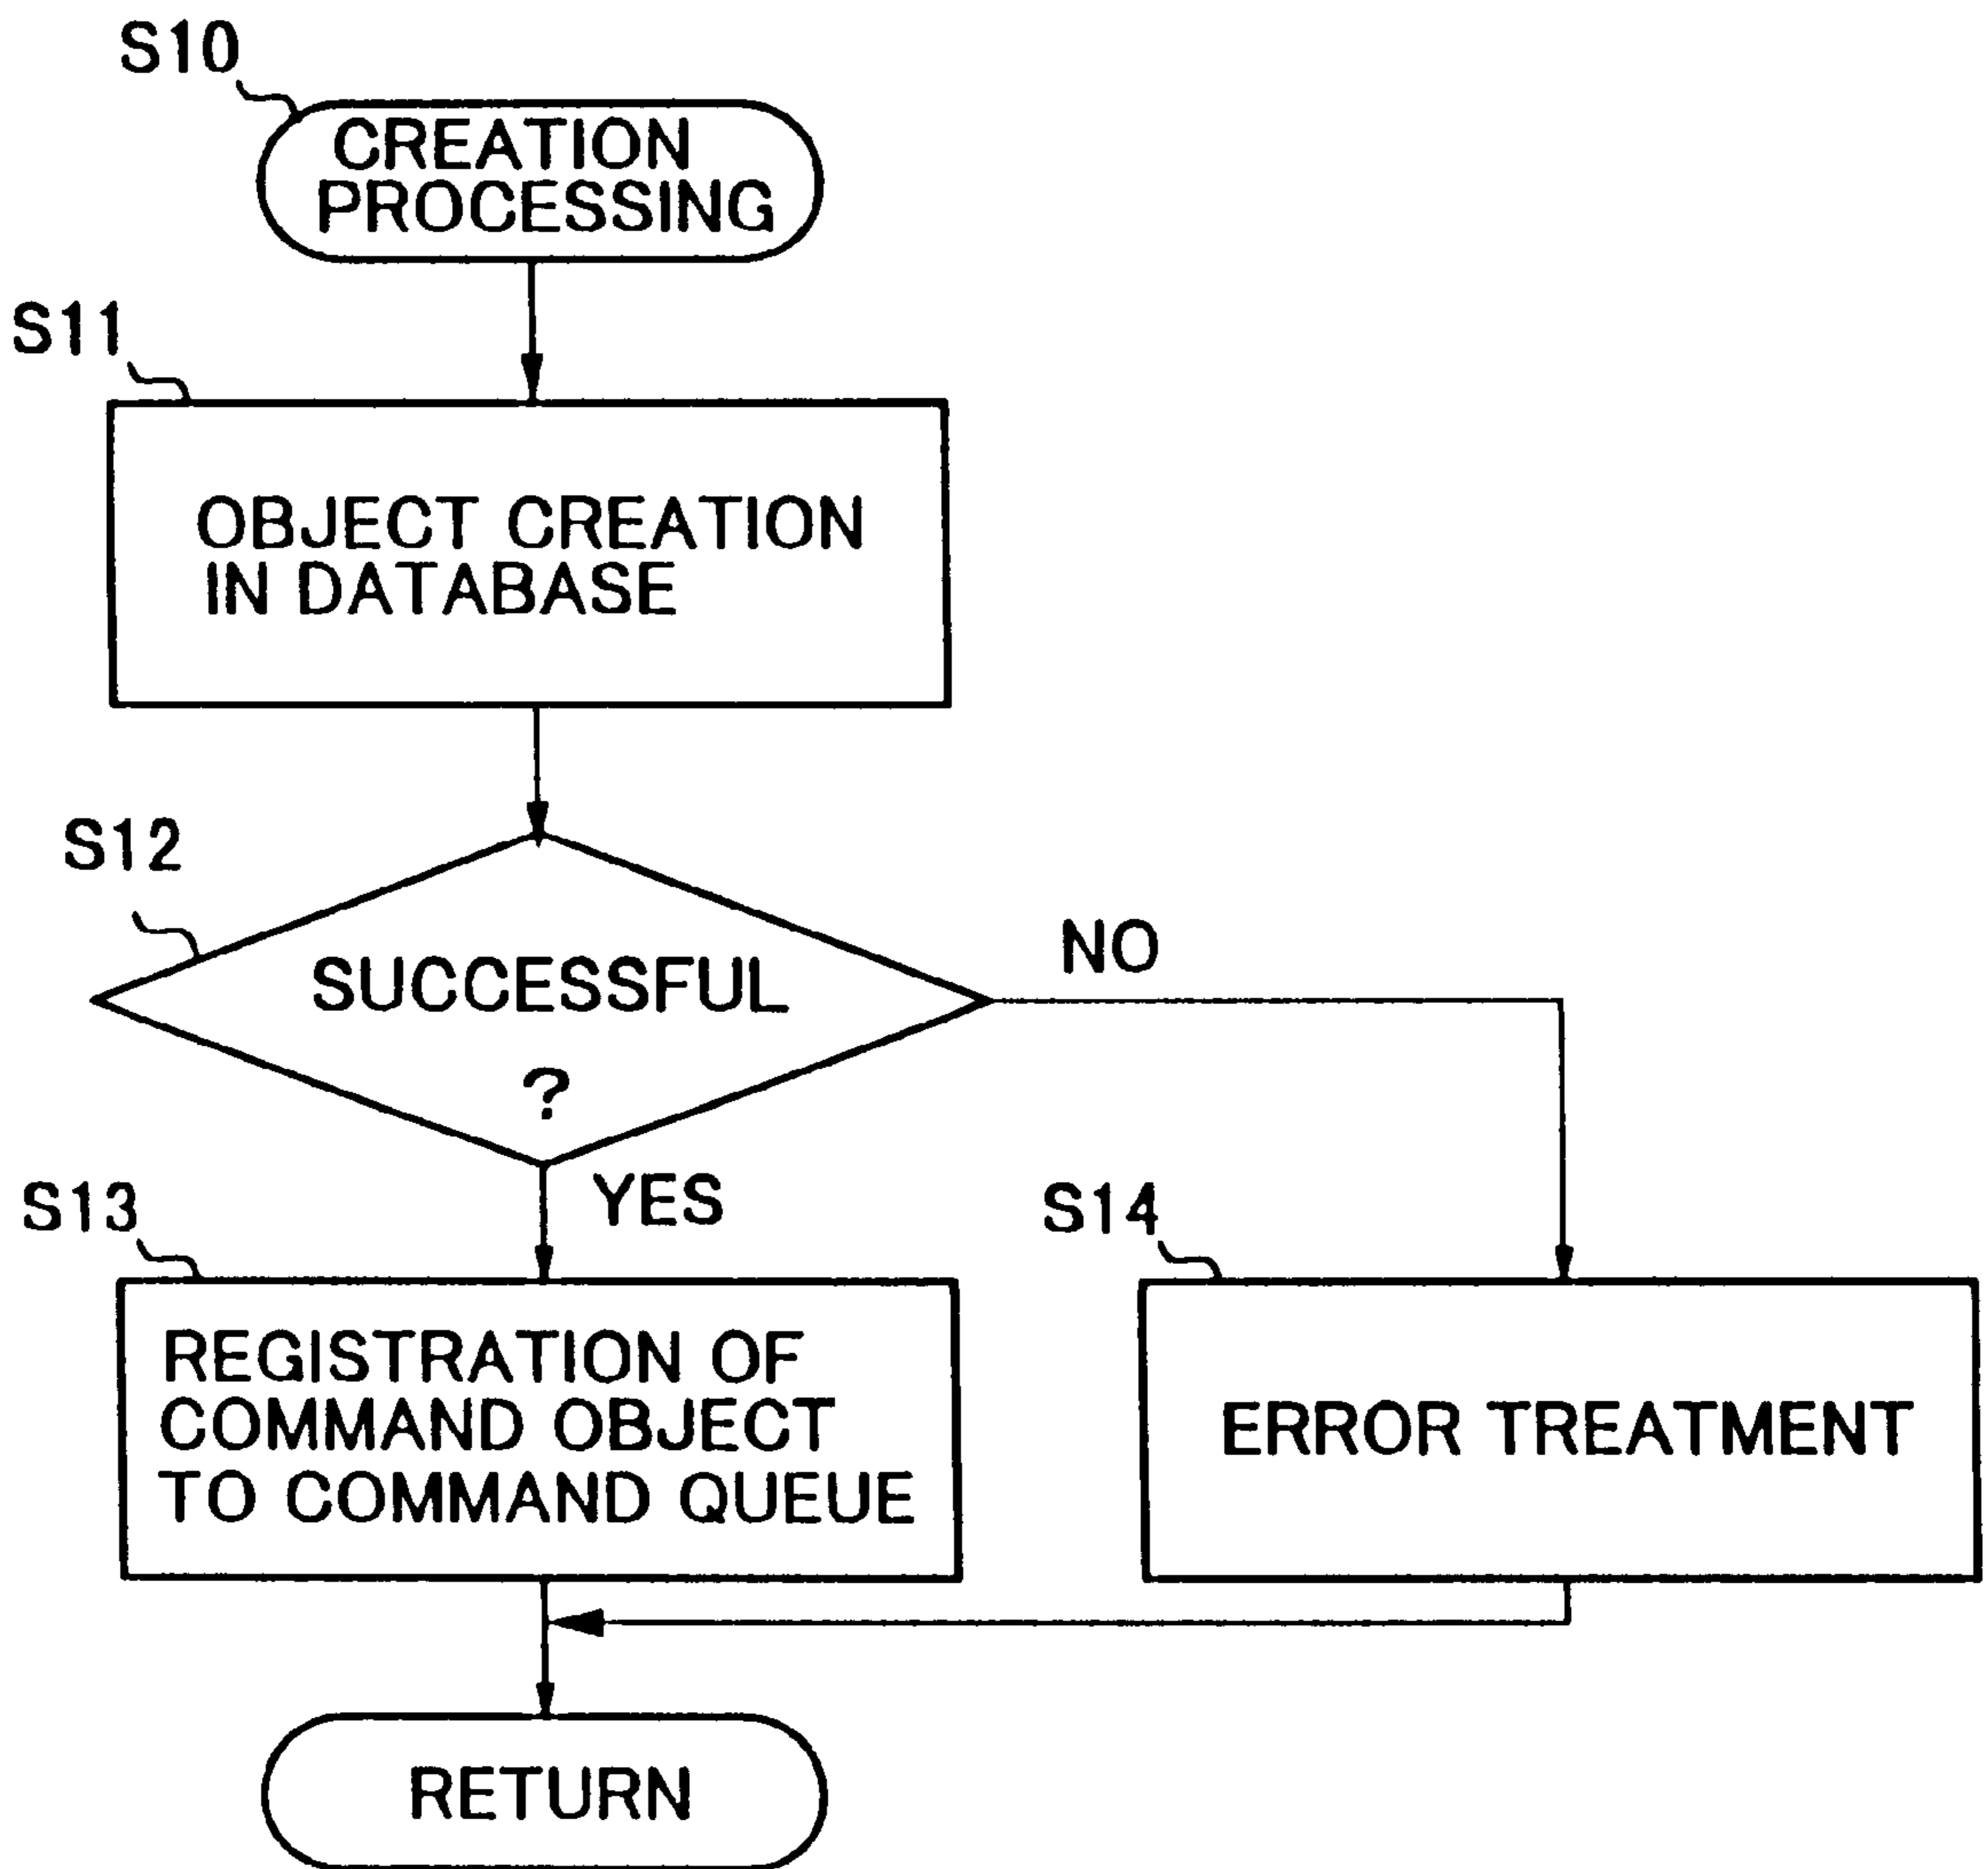 S10
CREATION
PROCESSING
S11
OBJECT CREATION
IN DATABASE
S12
SUCCESSFUL
?
NO
YES
S13
REGISTRATION OF
COMMAND OBJECT
TO COMMAND QUEUE
S14
ERROR TREATMENT
RETURN